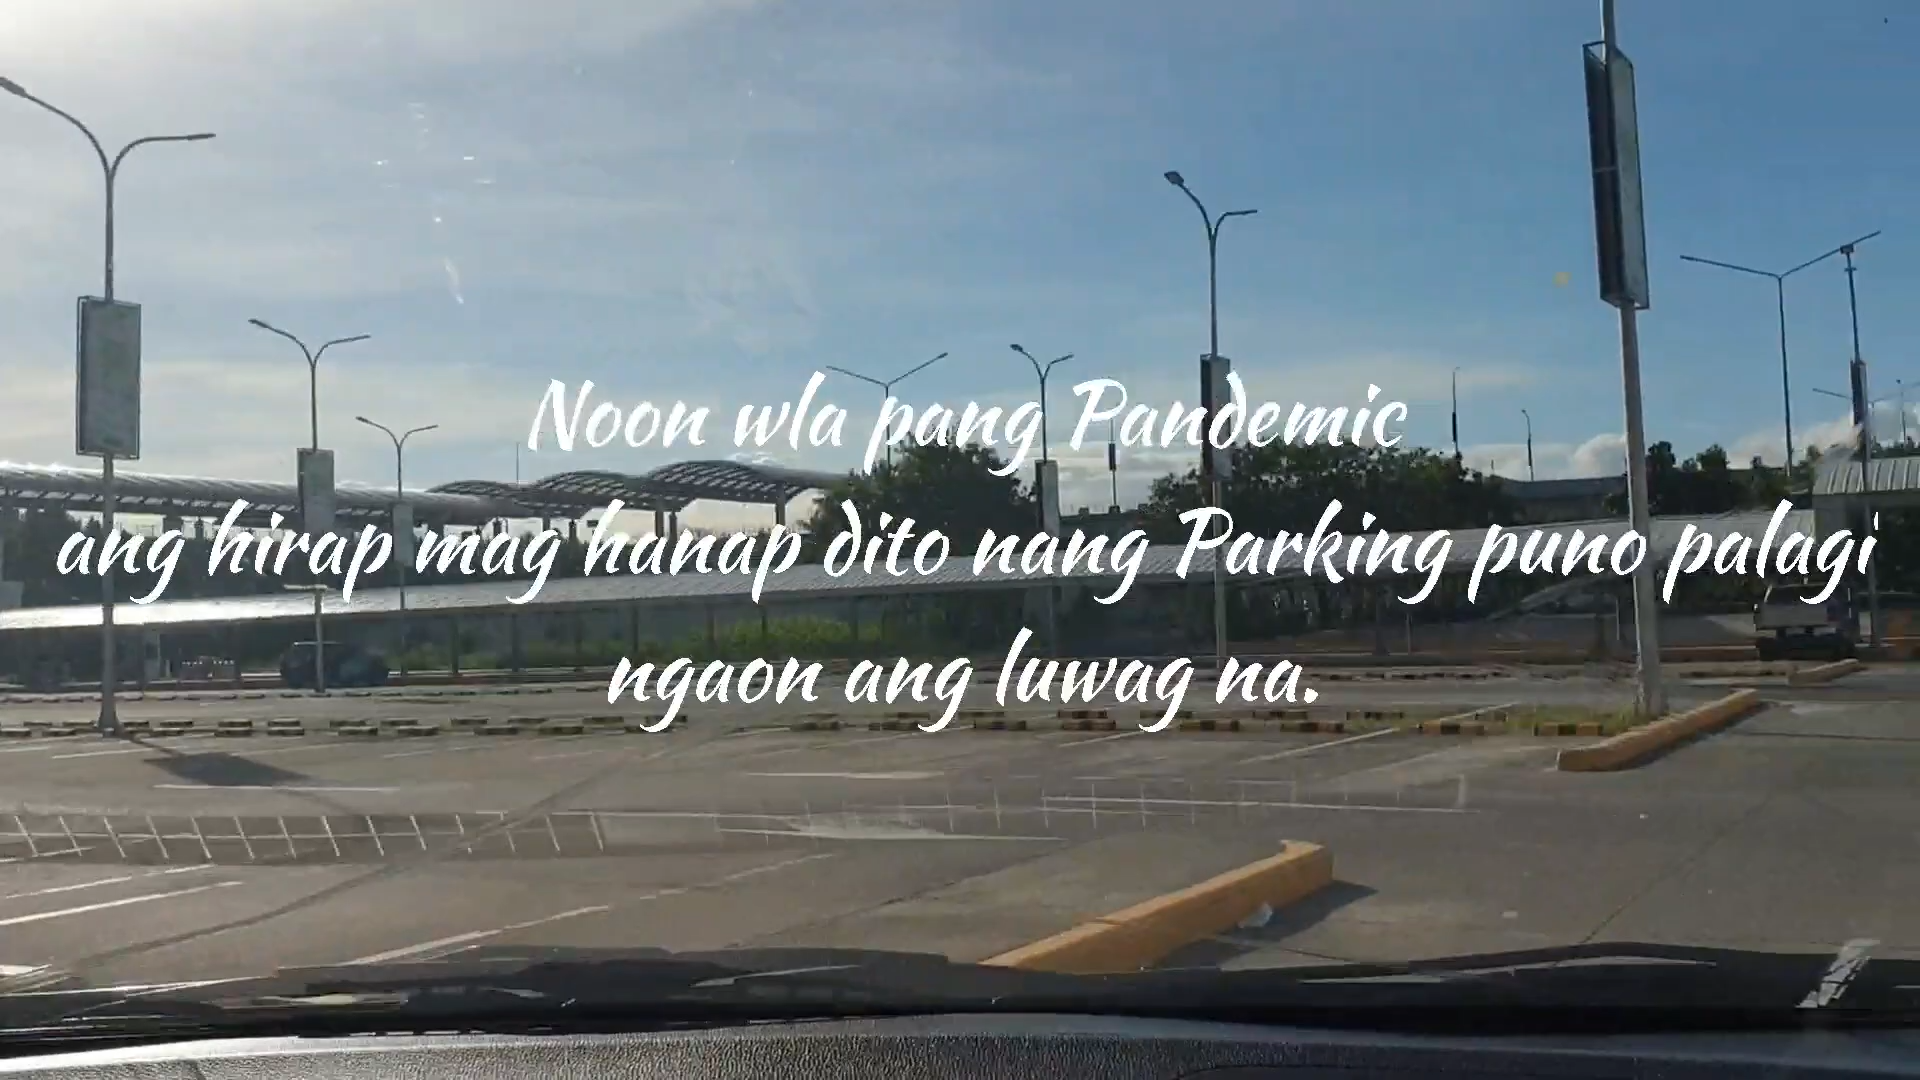 Noon wla pang Pandemic
ang hirap mag hanap dito nang Parking puno palagi
ngaon ang luwag na.